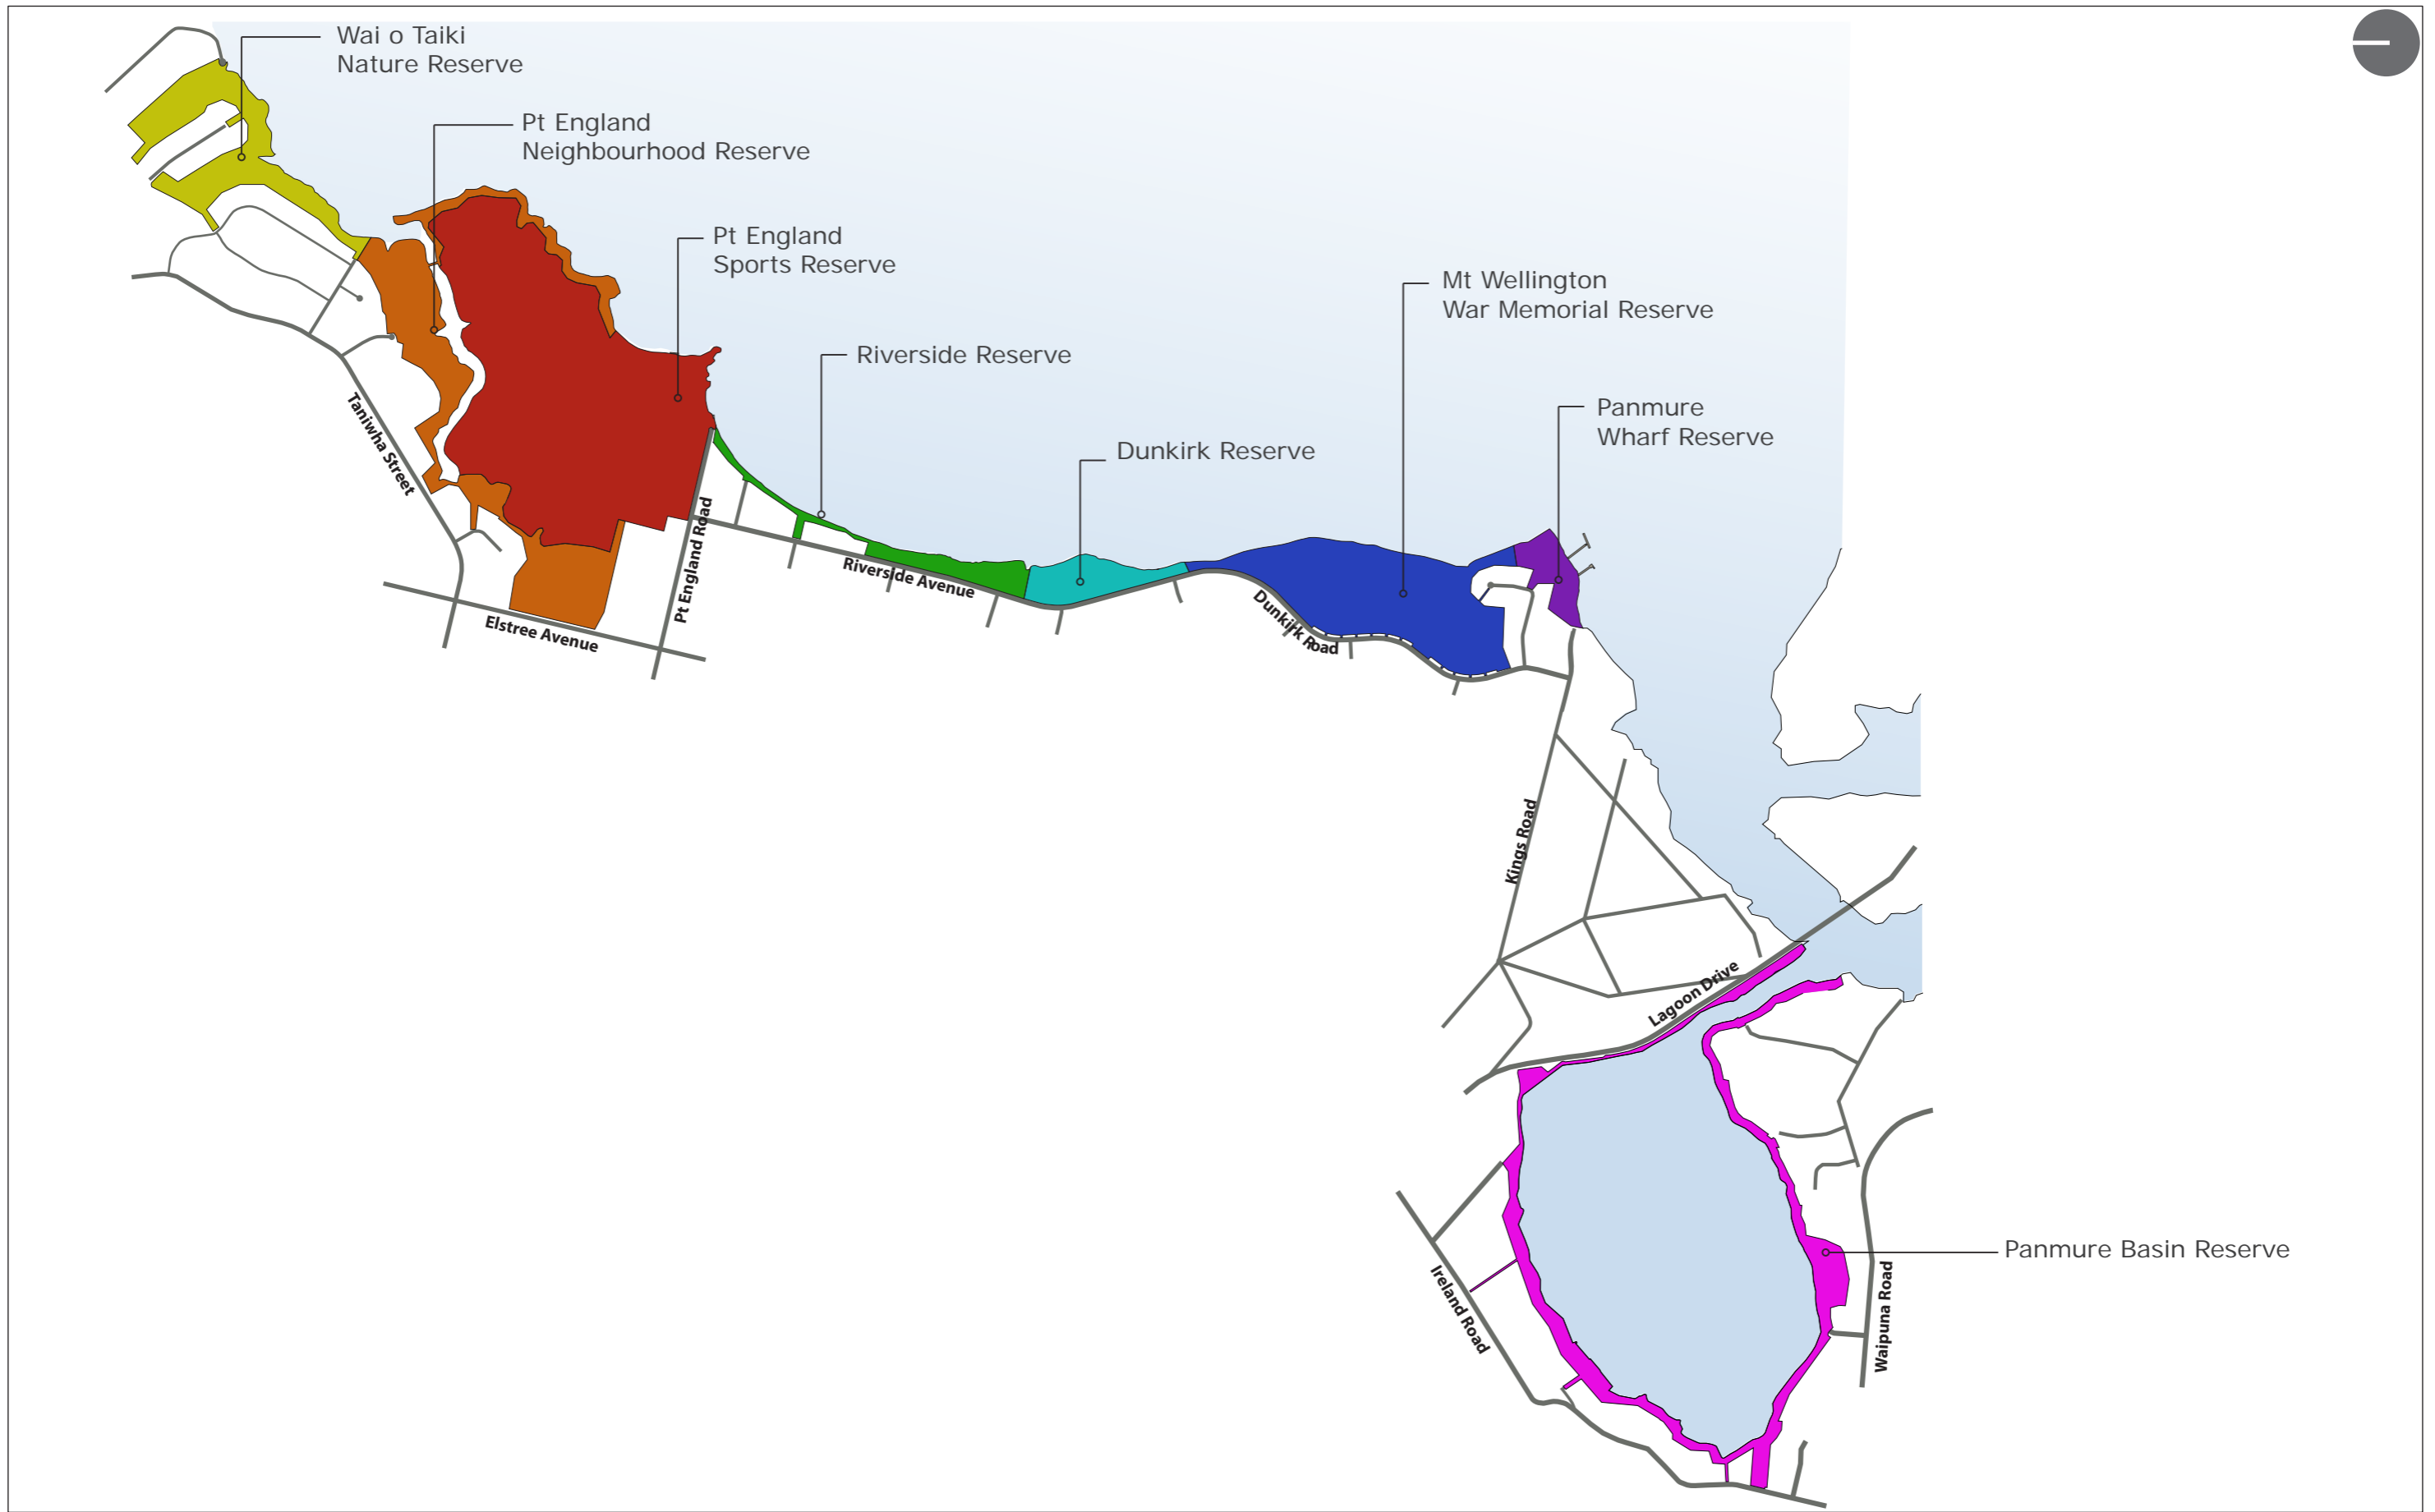 Wai o Taiki
Nature Reserve
Pt England
Neighbourhood Reserve
Pt England
Sports Reserve
Mt Wellington
War Memorial Reserve
Riverside Reserve
Panmure
Wharf Reserve
Dunkirk Reserve
Taniwha Street
Pt England Road
Riverside Avenue
Elstree Avenue
Dunkirk Road
Kings Road
Lagoon Drive
Panmure Basin Reserve
Ireland Road
Waipuna Road